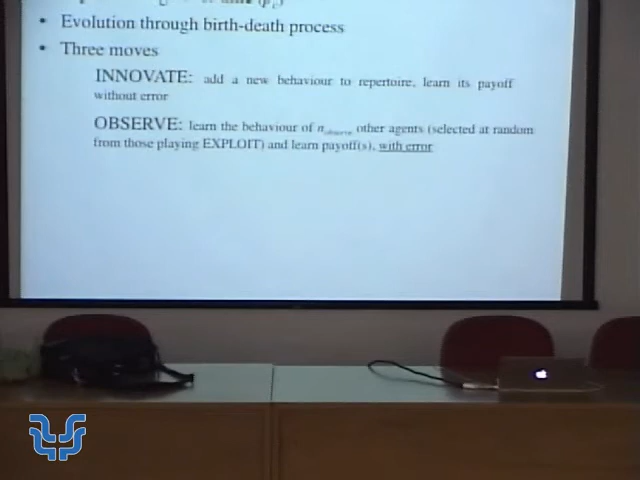 • Evolution through birth-death process
• Three moves
INNOVATE: add a new behaviour to repertoire, learn its payoff
without error
OBSERVE: learn the behaviour of n observe other agents (selected at random
from those playing EXPLOIT) and learn payoff(s), with error